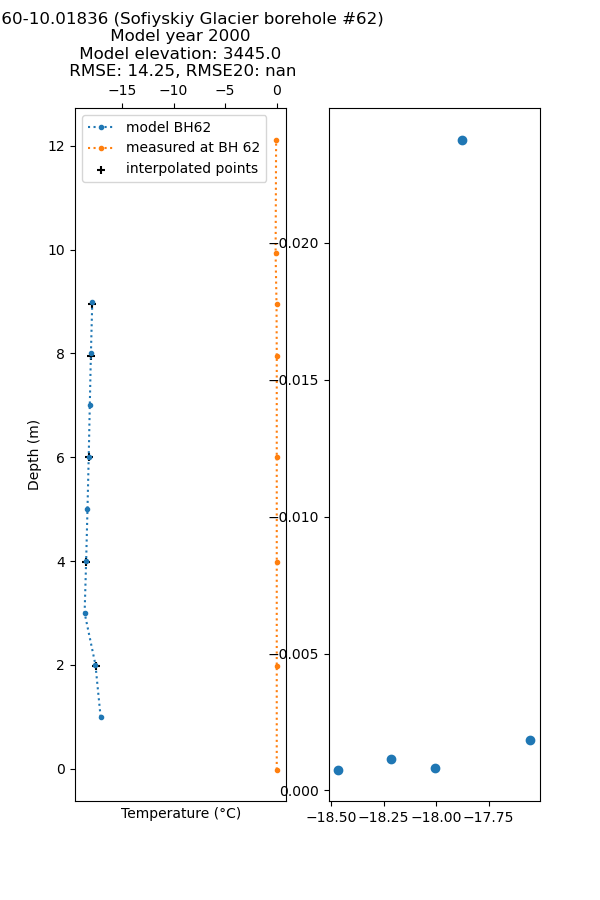 60-10.01836 (Sofiyskiy Glacier borehole #62)
Model year 2000
Model elevation: 3445.0
RMSE: 14.25, RMSE20: nan
−15 −10 −5 0
model BH62
measured at BH 62
interpolated points
12
10
8
6
4
2
0
Depth (m)
Temperature (°C)
−0.020
−0.015
−0.010
−0.005
0.000
−18.50 −18.25 −18.00 −17.75